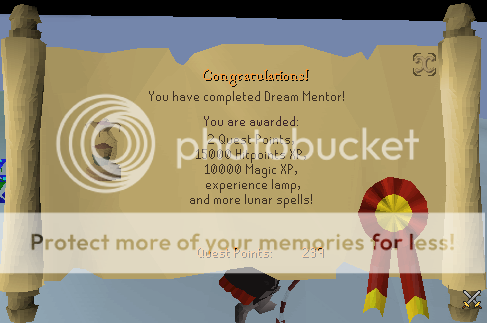 Congratulations!
You have completed Dream Mentor!
You are awarded:
2 Quest Points,
15000 Hitpoints XP,
10000 Magic XP,
experience lamp,
and more lunar spells!
photobucket
Protect more of your memories for less!
Quest Points: